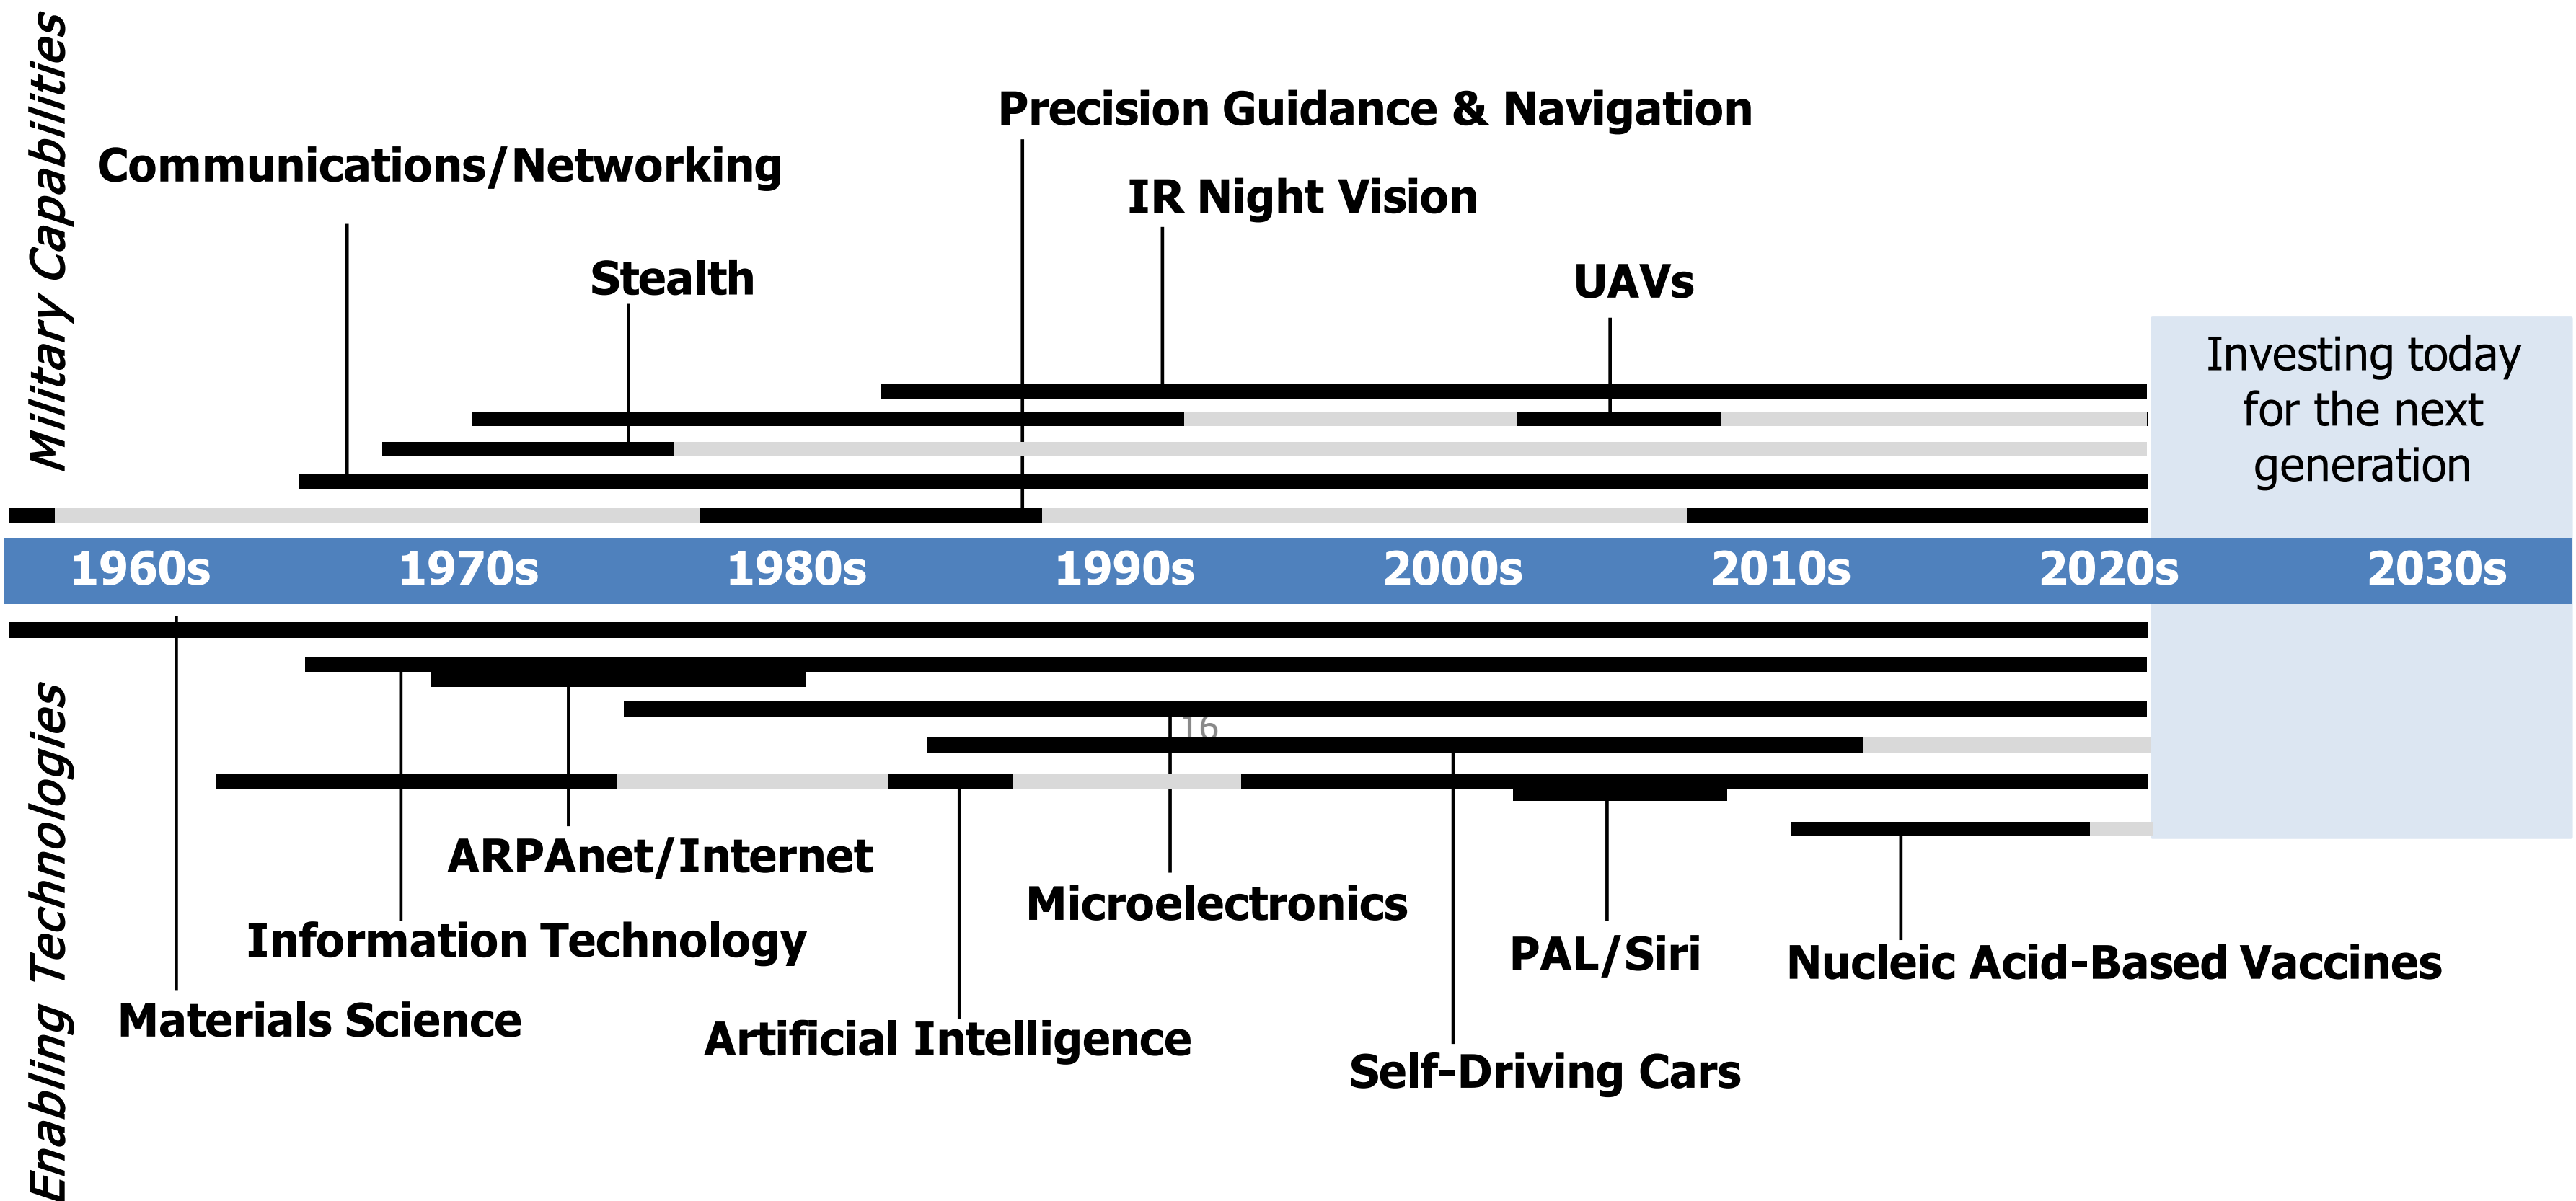 Military Capabilities
Precision Guidance & Navigation
Communications/Networking
IR Night Vision
Stealth
UAVs
Investing today
for the next
generation
1960s 1970s 1980s 1990s 2000s 2010s 2020s 2030s
Enabling Technologies
16
ARPAnet/Internet
Microelectronics
Information Technology
PAL/Siri
Nucleic Acid-Based Vaccines
Materials Science
Artificial Intelligence
Self-Driving Cars